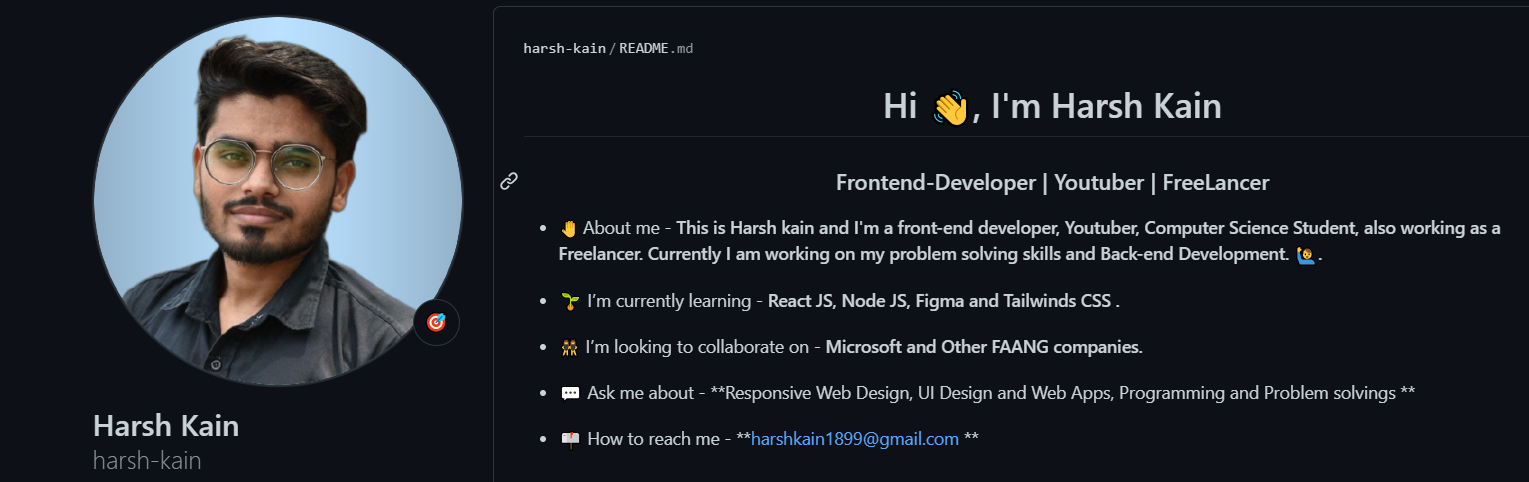 harsh-kain/README.md
Hi 👋, I'm Harsh Kain
Frontend-Developer | Youtuber | FreeLancer
🤚 About me - This is Harsh kain and I'm a front-end developer, Youtuber, Computer Science Student, also working as a
Freelancer. Currently I am working on my problem solving skills and Back-end Development. 🙋‍♂️ .
🌱 I’m currently learning - React JS, Node JS, Figma and Tailwinds CSS .
👯 I’m looking to collaborate on - Microsoft and Other FAANG companies.
💬 Ask me about - **Responsive Web Design, UI Design and Web Apps, Programming and Problem solvings **
📫 How to reach me - **harshkain1899@gmail.com **
Harsh Kain
harsh-kain